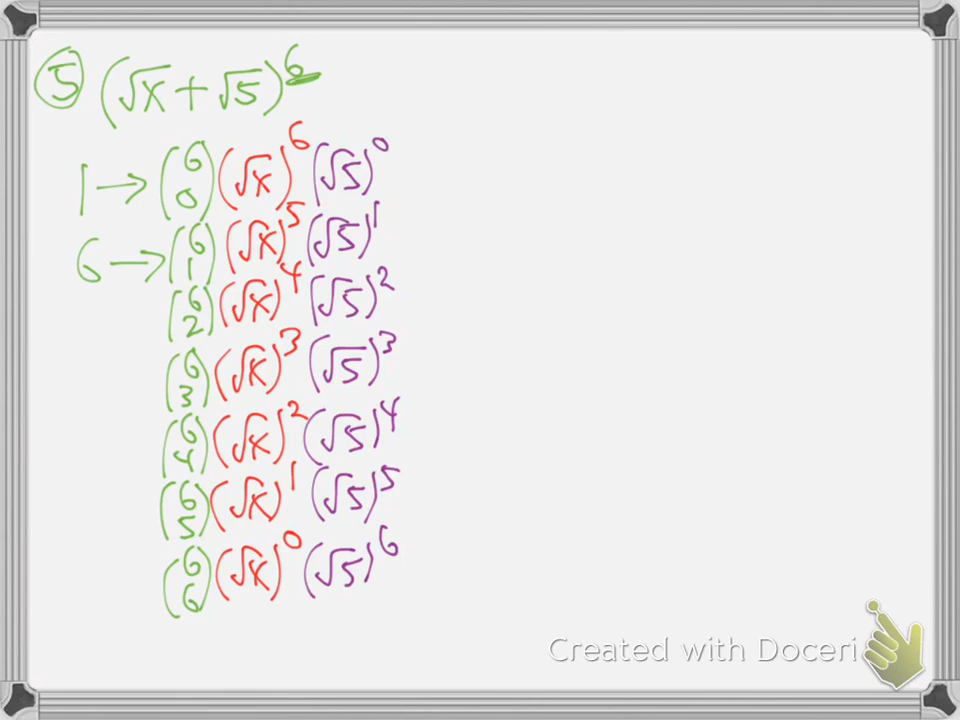 ⑤ (√x + √5)^6
1 → (6 0) (√x)^6 (√5)^0
6 → (6 1) (√x)^5 (√5)^1
(6 2) (√x)^4 (√5)^2
(6 3) (√x)^3 (√5)^3
(6 4) (√x)^2 (√5)^4
(6 5) (√x)^1 (√5)^5
(6 6) (√x)^0 (√5)^6
Created with Doceri